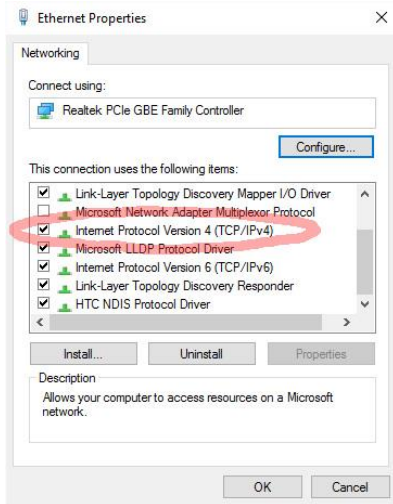 Ethernet Properties
Networking
Connect using:
Realtek PCIe GBE Family Controller
Configure...
This connection uses the following items:
Link-Layer Topology Discovery Mapper I/O Driver
Microsoft Network Adapter Multiplexor Protocol
Internet Protocol Version 4 (TCP/IPv4)
Microsoft LLDP Protocol Driver
Internet Protocol Version 6 (TCP/IPv6)
Link-Layer Topology Discovery Responder
HTC NDIS Protocol Driver
Install... Uninstall Properties
Description
Allows your computer to access resources on a Microsoft
network.
OK Cancel